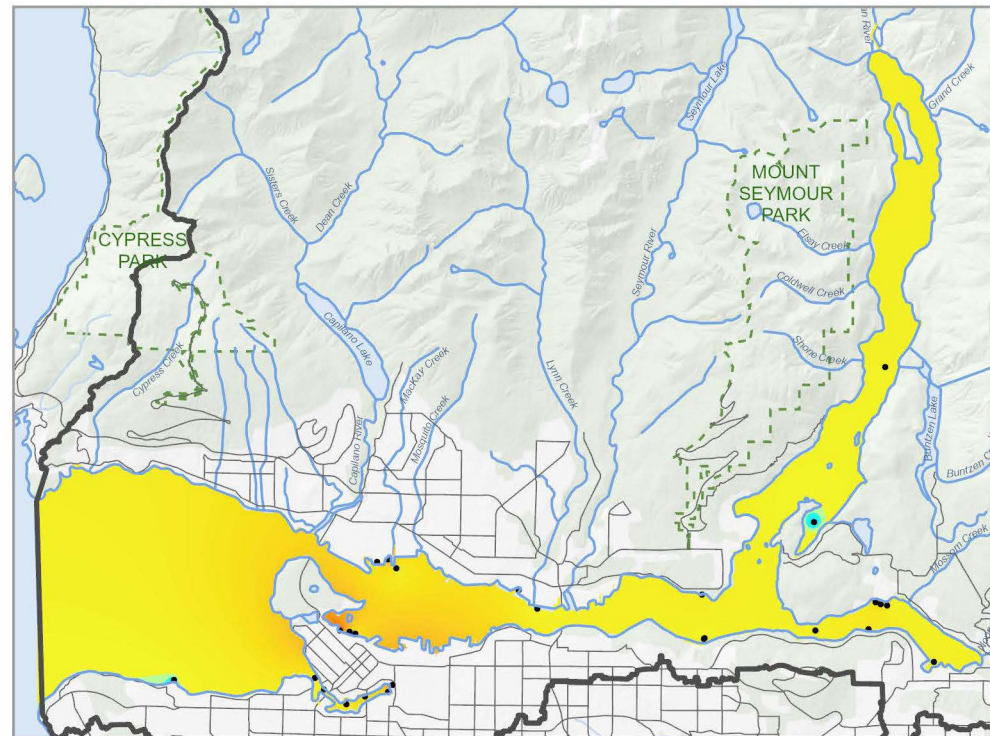 an River
Grand Creek
Seymour Lake
MOUNT
SEYMOUR
PARK
Sisters Creek
Dean Creek
CYPRESS
PARK
Elsay Creek
Seymour River
Coldwell Creek
Capilano Lake
Cypress Creek
MacKay Creek
Lynn Creek
Shone Creek
Mosquito Creek
Buntzen Lake
Capilano River
Buntzen C
Mossom Creek